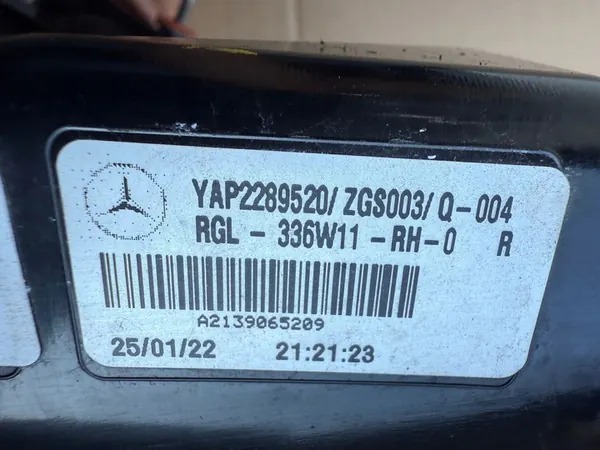 YAP2289520/ ZGS003/ Q-004
RGL - 336W11 -RH-0 R
A2139065209
25/01/22 21:21:23